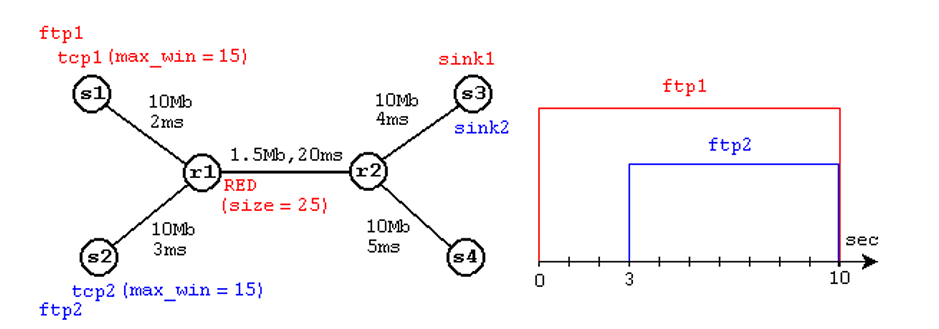 ftp1
tcp1 (max_win = 15)
s1
10Mb
2ms
sink1
s3
sink2
10Mb
4ms
1.5Mb,20ms
r1
r2
RED
(size = 25)
10Mb
3ms
10Mb
5ms
s2
s4
tcp2 (max_win = 15)
ftp2
ftp1
ftp2
sec
0
3
10